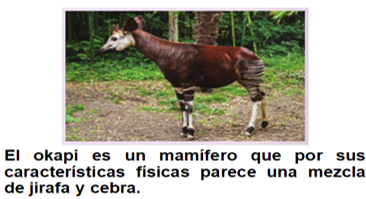 El okapi es un mamífero que por sus
características físicas parece una mezcla
de jirafa y cebra.